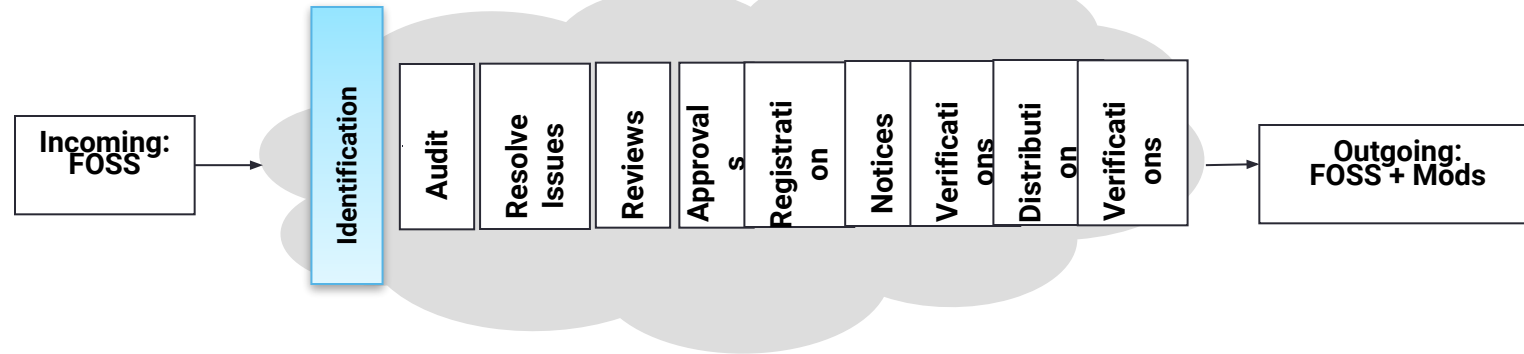 Incoming:
FOSS
Identification
Audit
Resolve
Issues
Reviews
Approval
s
Registrati
on
Notices
Verificati
ons
Distributi
on
Verificati
ons
Outgoing:
FOSS + Mods